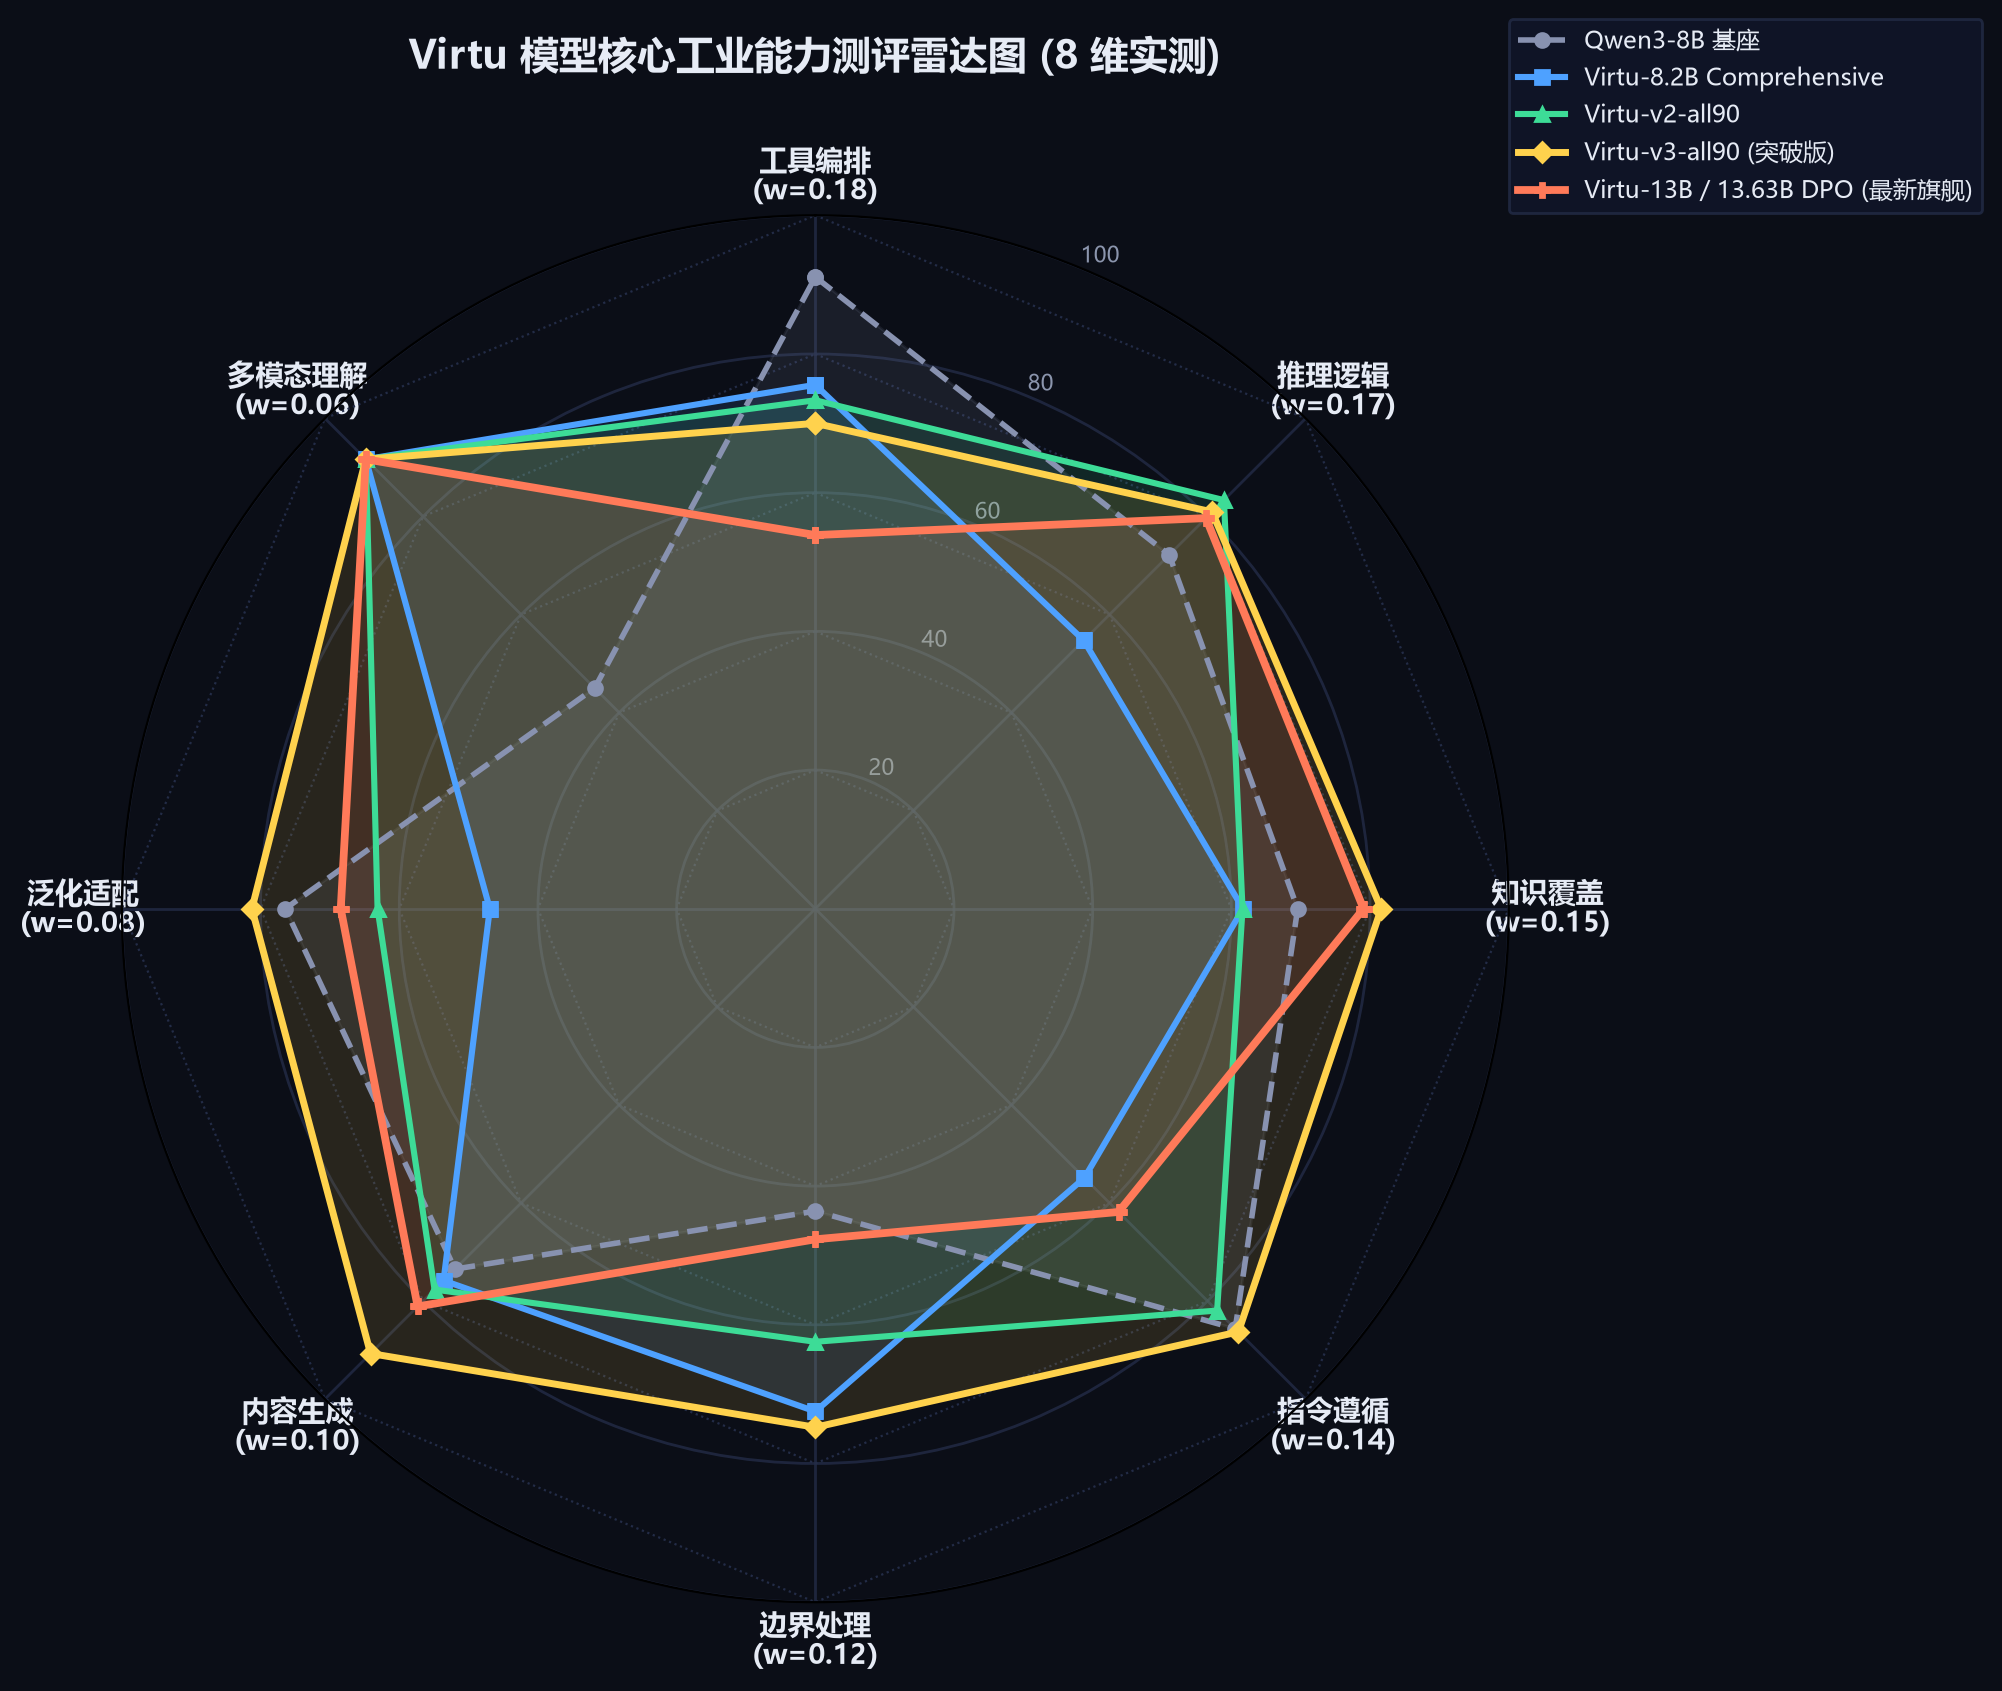 Virtu 模型核心工业能力测评雷达图 (8 维实测)
Qwen3-8B 基座
Virtu-8.2B Comprehensive
Virtu-v2-all90
Virtu-v3-all90 (突破版)
Virtu-13B / 13.63B DPO (最新旗舰)
工具编排
(w=0.18)
100
多模态理解
(w=0.06)
80
推理逻辑
(w=0.17)
60
40
20
泛化适配
(w=0.08)
知识覆盖
(w=0.15)
内容生成
(w=0.10)
指令遵循
(w=0.14)
边界处理
(w=0.12)